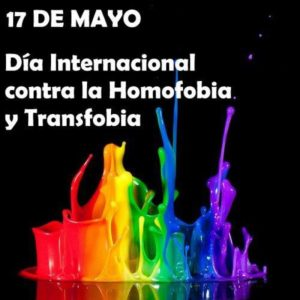 17 DE MAYO
Día Internacional
contra la Homofobia
y Transfobia